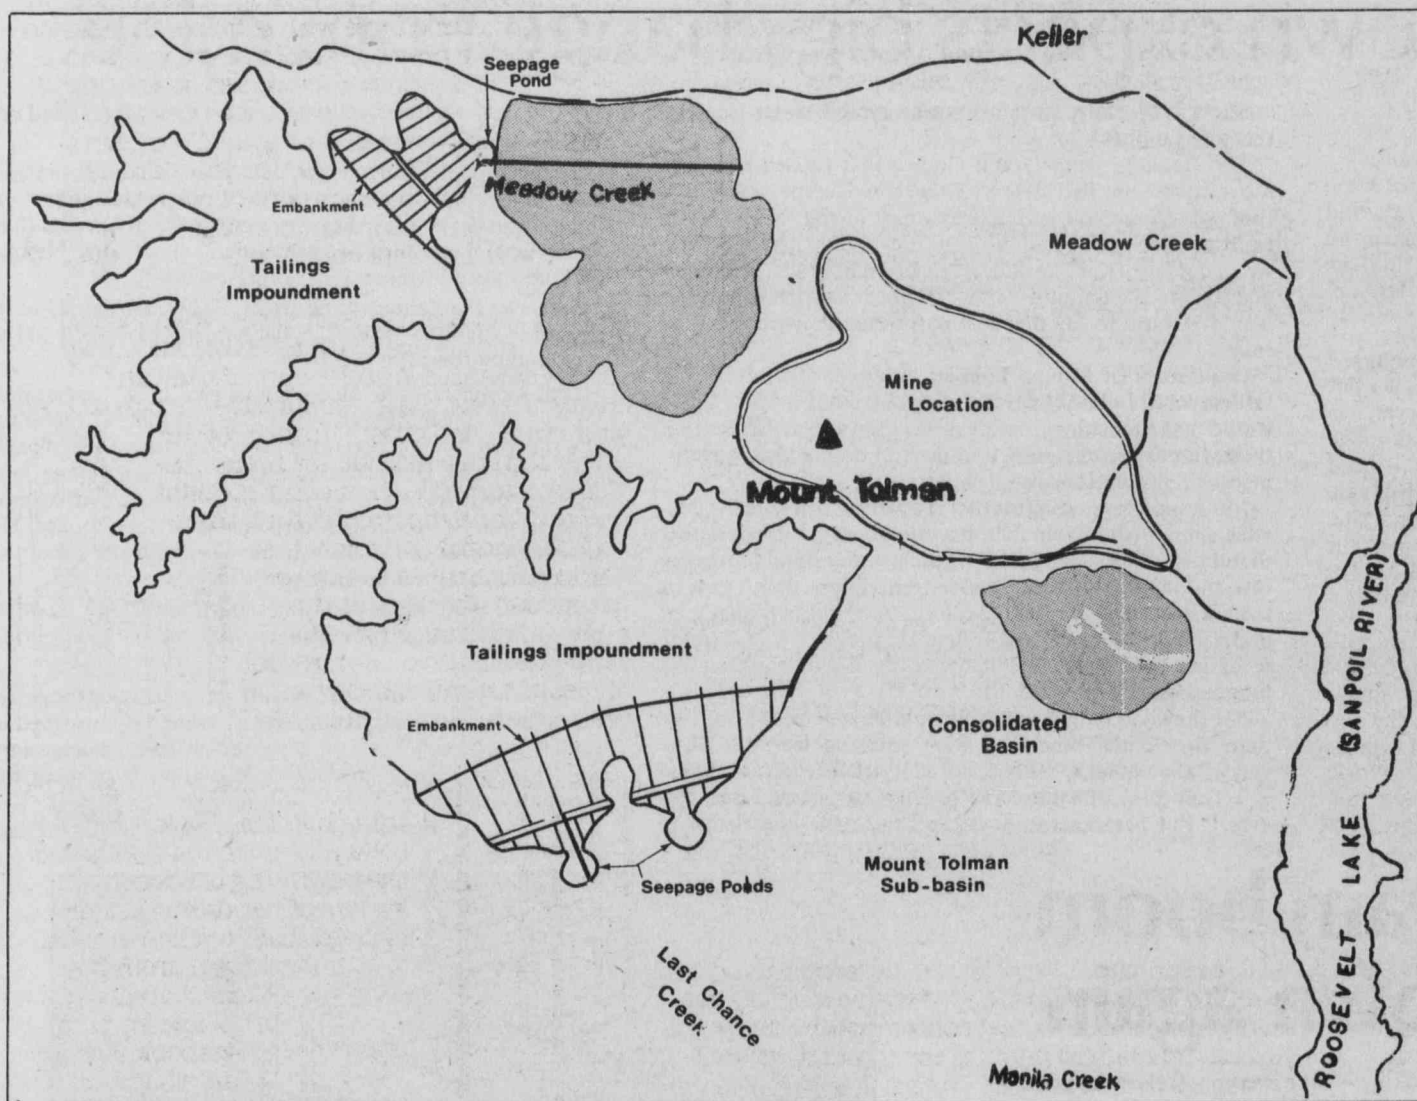 Keller
Seepage
Pond
Meadow Creek
Embankment
Meadow Creek
Tailings
Impoundment
Mine
Location
Mount Tolman
Tailings Impoundment
Embankment
Consolidated
Basin
Seepage Ponds
Mount Tolman
Sub-basin
ROOSEVELT LAKE (SANPOIL RIVER)
Last Chance
Creek
Manila Creek